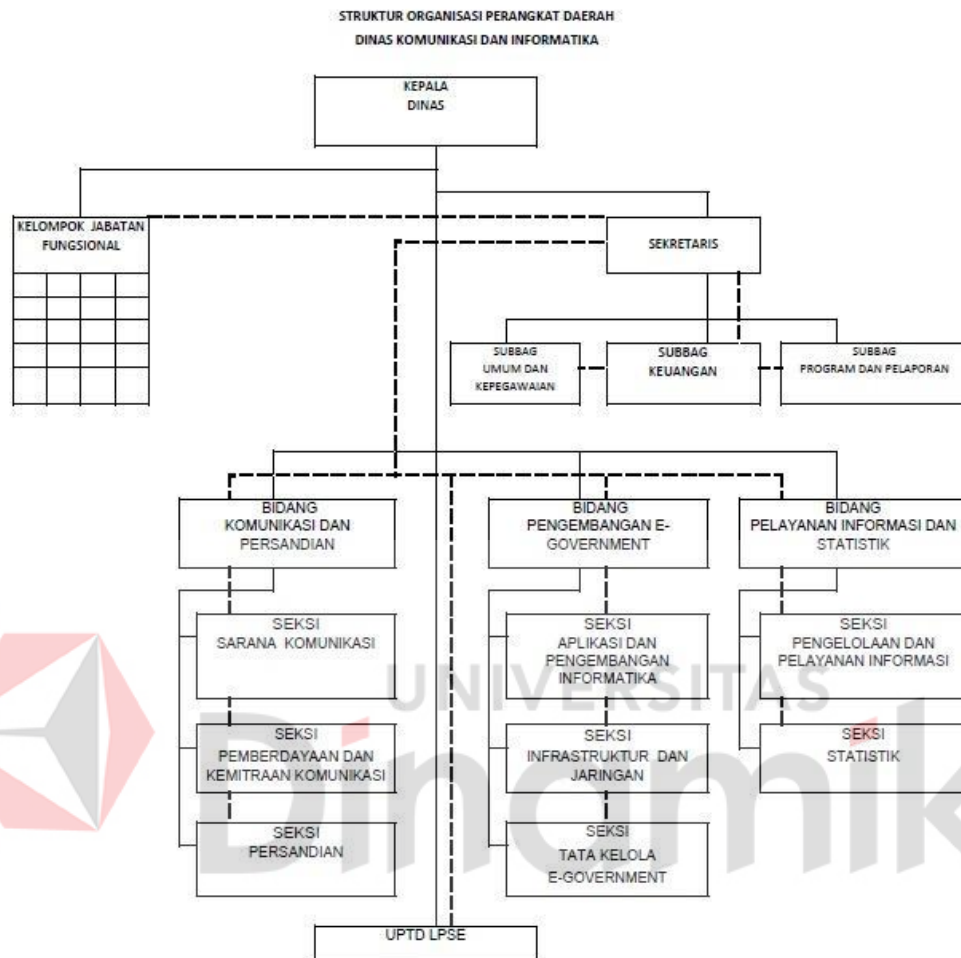 STRUKTUR ORGANISASI PERANGKAT DAERAH
DINAS KOMUNIKASI DAN INFORMATIKA
KEPALA
DINAS
KELOMPOK JABATAN
FUNGSIONAL
SEKRETARIS
SUBBAG
UMUM DAN
KEPEGAWAIAN
SUBBAG
KEUANGAN
SUBBAG
PROGRAM DAN PELAPORAN
BIDANG
KOMUNIKASI DAN
PERSANDIAN
BIDANG
PENGEMBANGAN E-
GOVERNMENT
BIDANG
PELAYANAN INFORMASI DAN
STATISTIK
SEKSI
SARANA KOMUNIKASI
SEKSI
APLIKASI DAN
PENGEMBANGAN
INFORMATIKA
SEKSI
PENGELOLAAN DAN
PELAYANAN INFORMASI
SEKSI
PEMBERDAYAAN DAN
KEMITRAAN KOMUNIKASI
SEKSI
INFRASTRUKTUR DAN
JARINGAN
SEKSI
STATISTIK
SEKSI
PERSANDIAN
SEKSI
TATA KELOLA
E-GOVERNMENT
UPTD LPSE
UNIVERSITAS
Dinamik